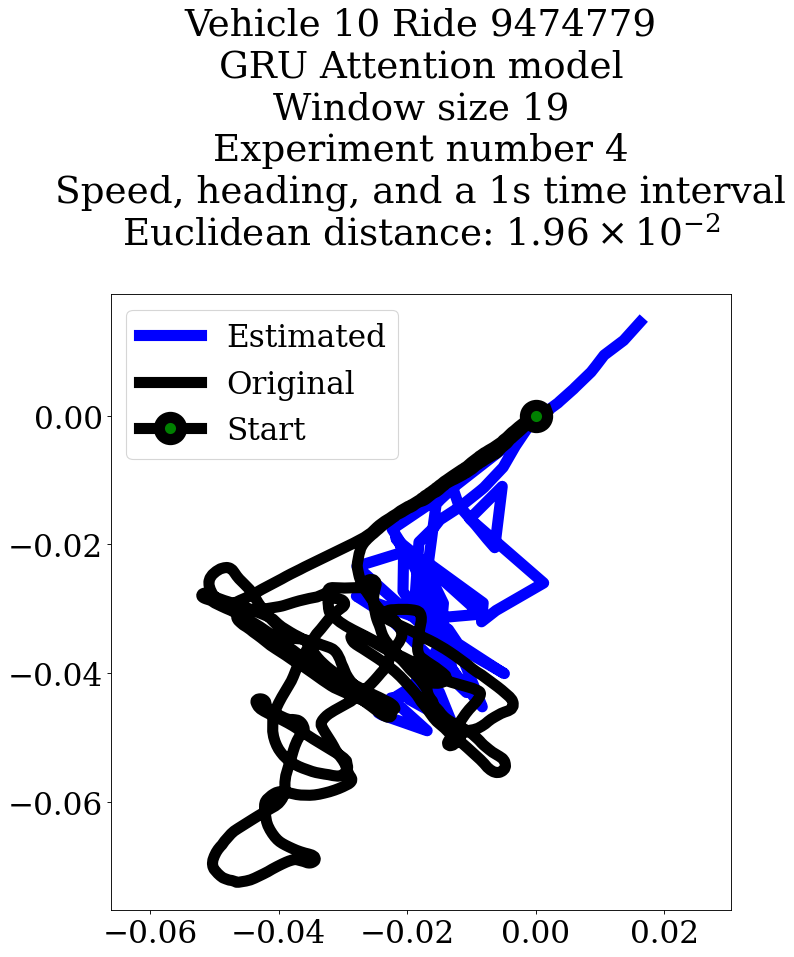 Vehicle 10 Ride 9474779
GRU Attention model
Window size 19
Experiment number 4
Speed, heading, and a 1s time interval
Euclidean distance: 1.96 × 10⁻²
Estimated
Original
Start
0.00
−0.02
−0.04
−0.06
−0.06 −0.04 −0.02 0.00 0.02